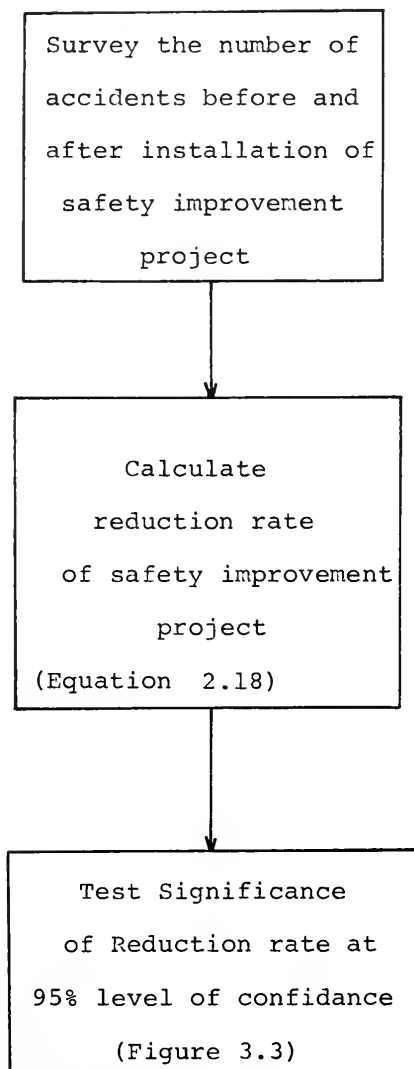 Survey the number of
accidents before and
after installation of
safety improvement
project
Calculate
reduction rate
of safety improvement
project
(Equation 2.18)
Test Significance
of Reduction rate at
95% level of confidance
(Figure 3.3)